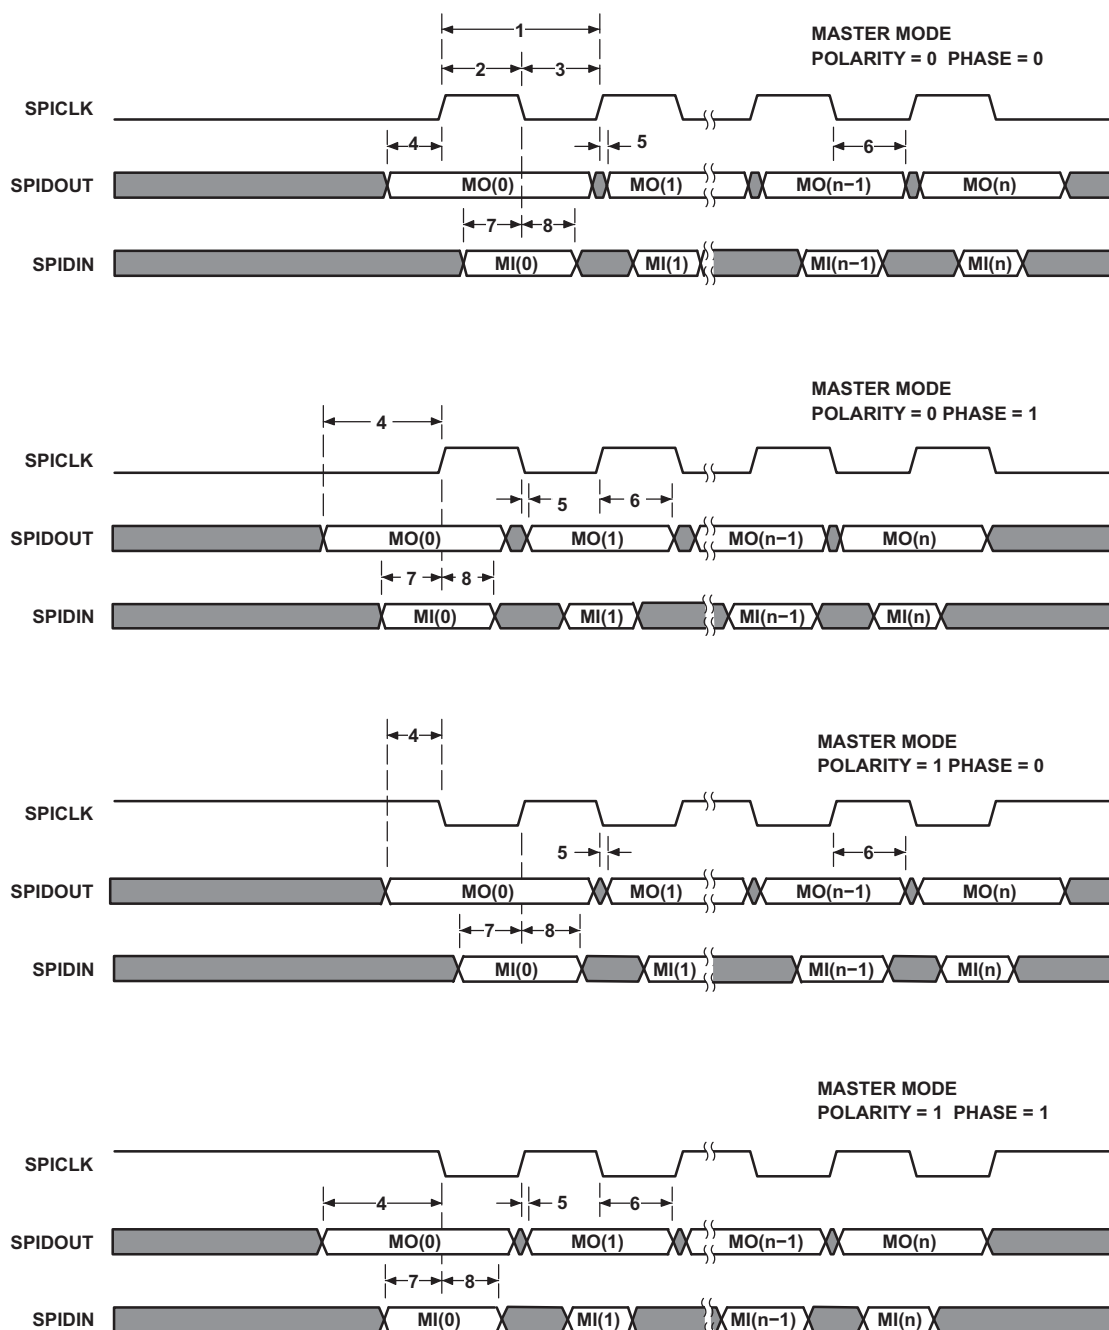 1
MASTER MODE
POLARITY = 0 PHASE = 0
2 3
SPICLK
4 5 6
SPIDOUT MO(0) MO(1) MO(n−1) MO(n)
7 8
SPIDIN MI(0) MI(1) MI(n−1) MI(n)
MASTER MODE
POLARITY = 0 PHASE = 1
4
SPICLK
5 6
SPIDOUT MO(0) MO(1) MO(n−1) MO(n)
7 8
SPIDIN MI(0) MI(1) MI(n−1) MI(n)
4
MASTER MODE
POLARITY = 1 PHASE = 0
SPICLK
5 6
SPIDOUT MO(0) MO(1) MO(n−1) MO(n)
7 8
SPIDIN MI(0) MI(1) MI(n−1) MI(n)
MASTER MODE
POLARITY = 1 PHASE = 1
SPICLK
4 5 6
SPIDOUT MO(0) MO(1) MO(n−1) MO(n)
7 8
SPIDIN MI(0) MI(1) MI(n−1) MI(n)